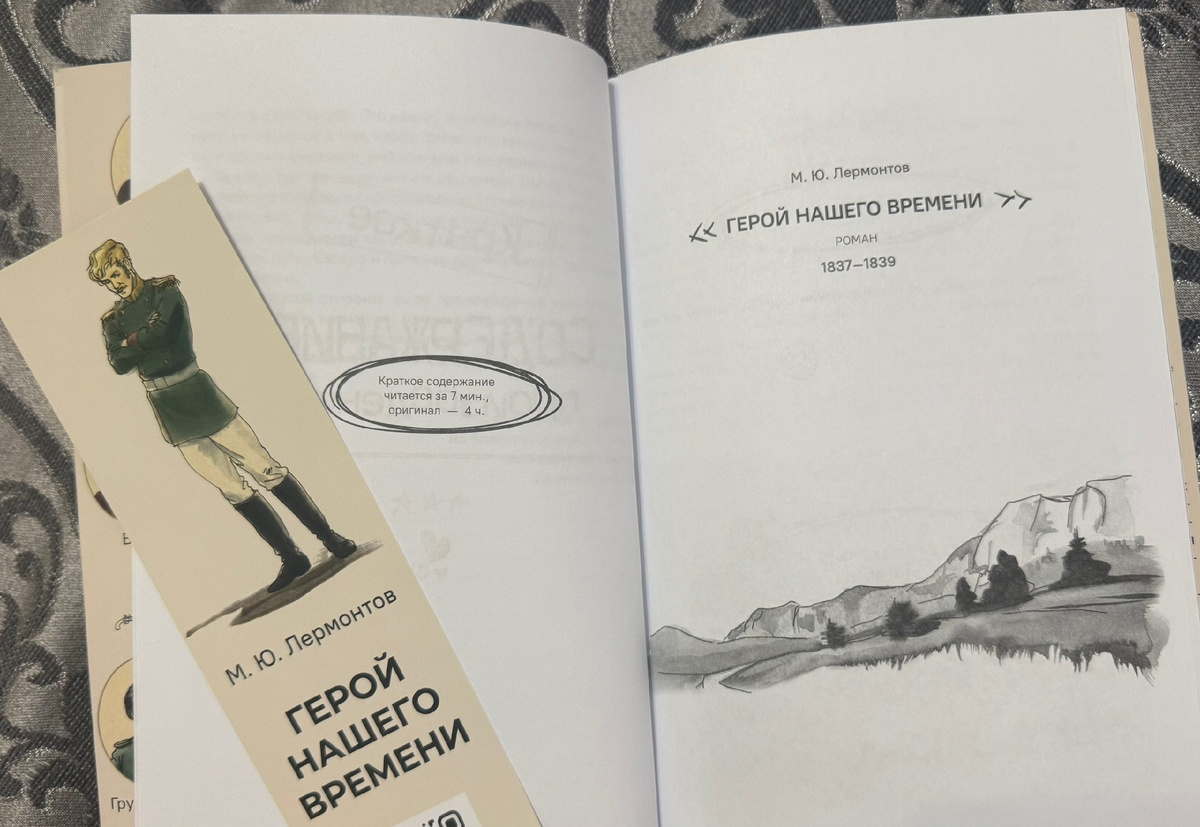 Краткое содержание
читается за 7 мин.,
оригинал — 4 ч.
М. Ю. Лермонтов
<< ГЕРОЙ НАШЕГО ВРЕМЕНИ >>
РОМАН
1837–1839
М. Ю. Лермонтов
ГЕРОЙ
НАШЕГО
ВРЕМЕНИ
Гру